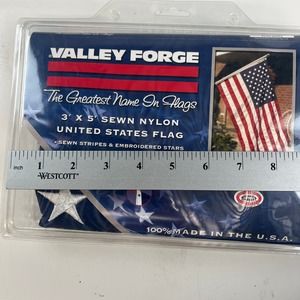 VALLEY FORGE
The Greatest Name In Flags
3' X 5' SEWN NYLON
UNITED STATES FLAG
• SEWN STRIPES & EMBROIDERED STARS
inch 1 2 3 4 5 6 7 8
WESTCOTT
100% MADE IN THE U.S.A.